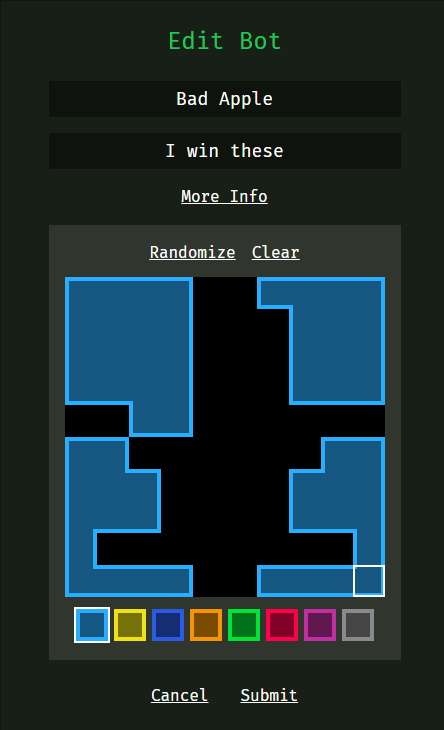 Edit Bot
Bad Apple
I win these
More Info
Randomize Clear
Cancel Submit